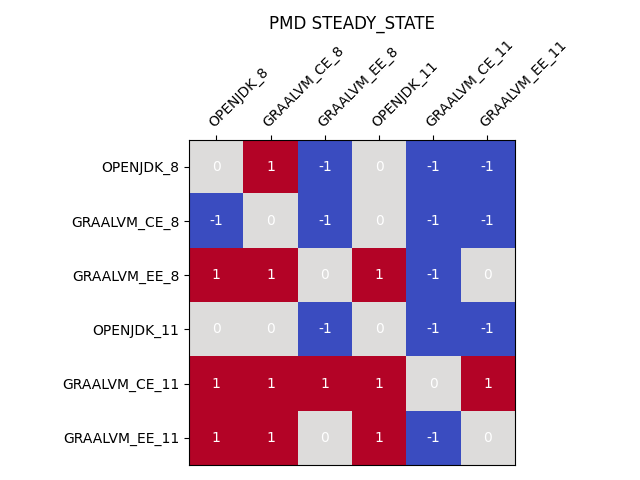 PMD STEADY_STATE
OPENJDK_8 GRAALVM_CE_8 GRAALVM_EE_8 OPENJDK_11 GRAALVM_CE_11 GRAALVM_EE_11
OPENJDK_8 0 1 -1 0 -1 -1
GRAALVM_CE_8 -1 0 -1 0 -1 -1
GRAALVM_EE_8 1 1 0 1 -1 0
OPENJDK_11 0 0 -1 0 -1 -1
GRAALVM_CE_11 1 1 1 1 0 1
GRAALVM_EE_11 1 1 0 1 -1 0